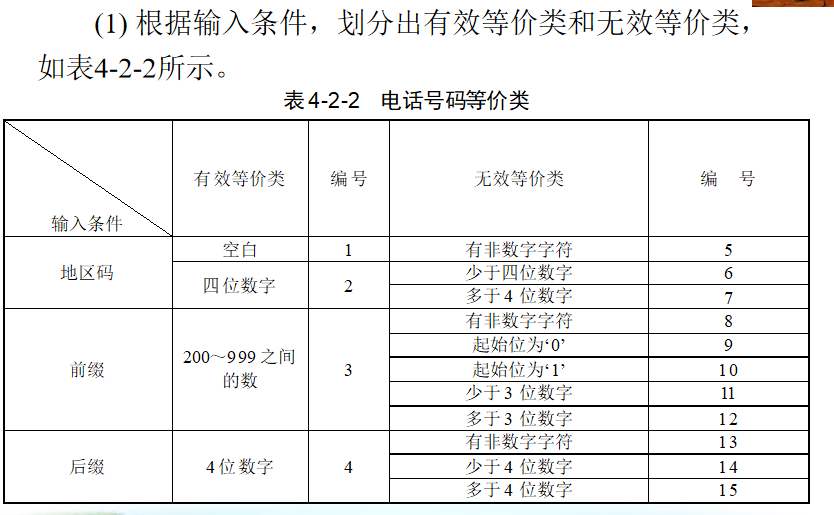 (1) 根据输入条件，划分出有效等价类和无效等价类，
如表4-2-2所示。
表4-2-2 电话号码等价类
有效等价类 编号 无效等价类 编 号
输入条件
空白 1 有非数字字符 5
地区码
四位数字 2 少于四位数字 6
多于4位数字 7
有非数字字符 8
起始位为‘0’ 9
前缀 200～999之间
的数 3 起始位为‘1’ 10
少于3位数字 11
多于3位数字 12
有非数字字符 13
后缀 4位数字 4 少于4位数字 14
多于4位数字 15